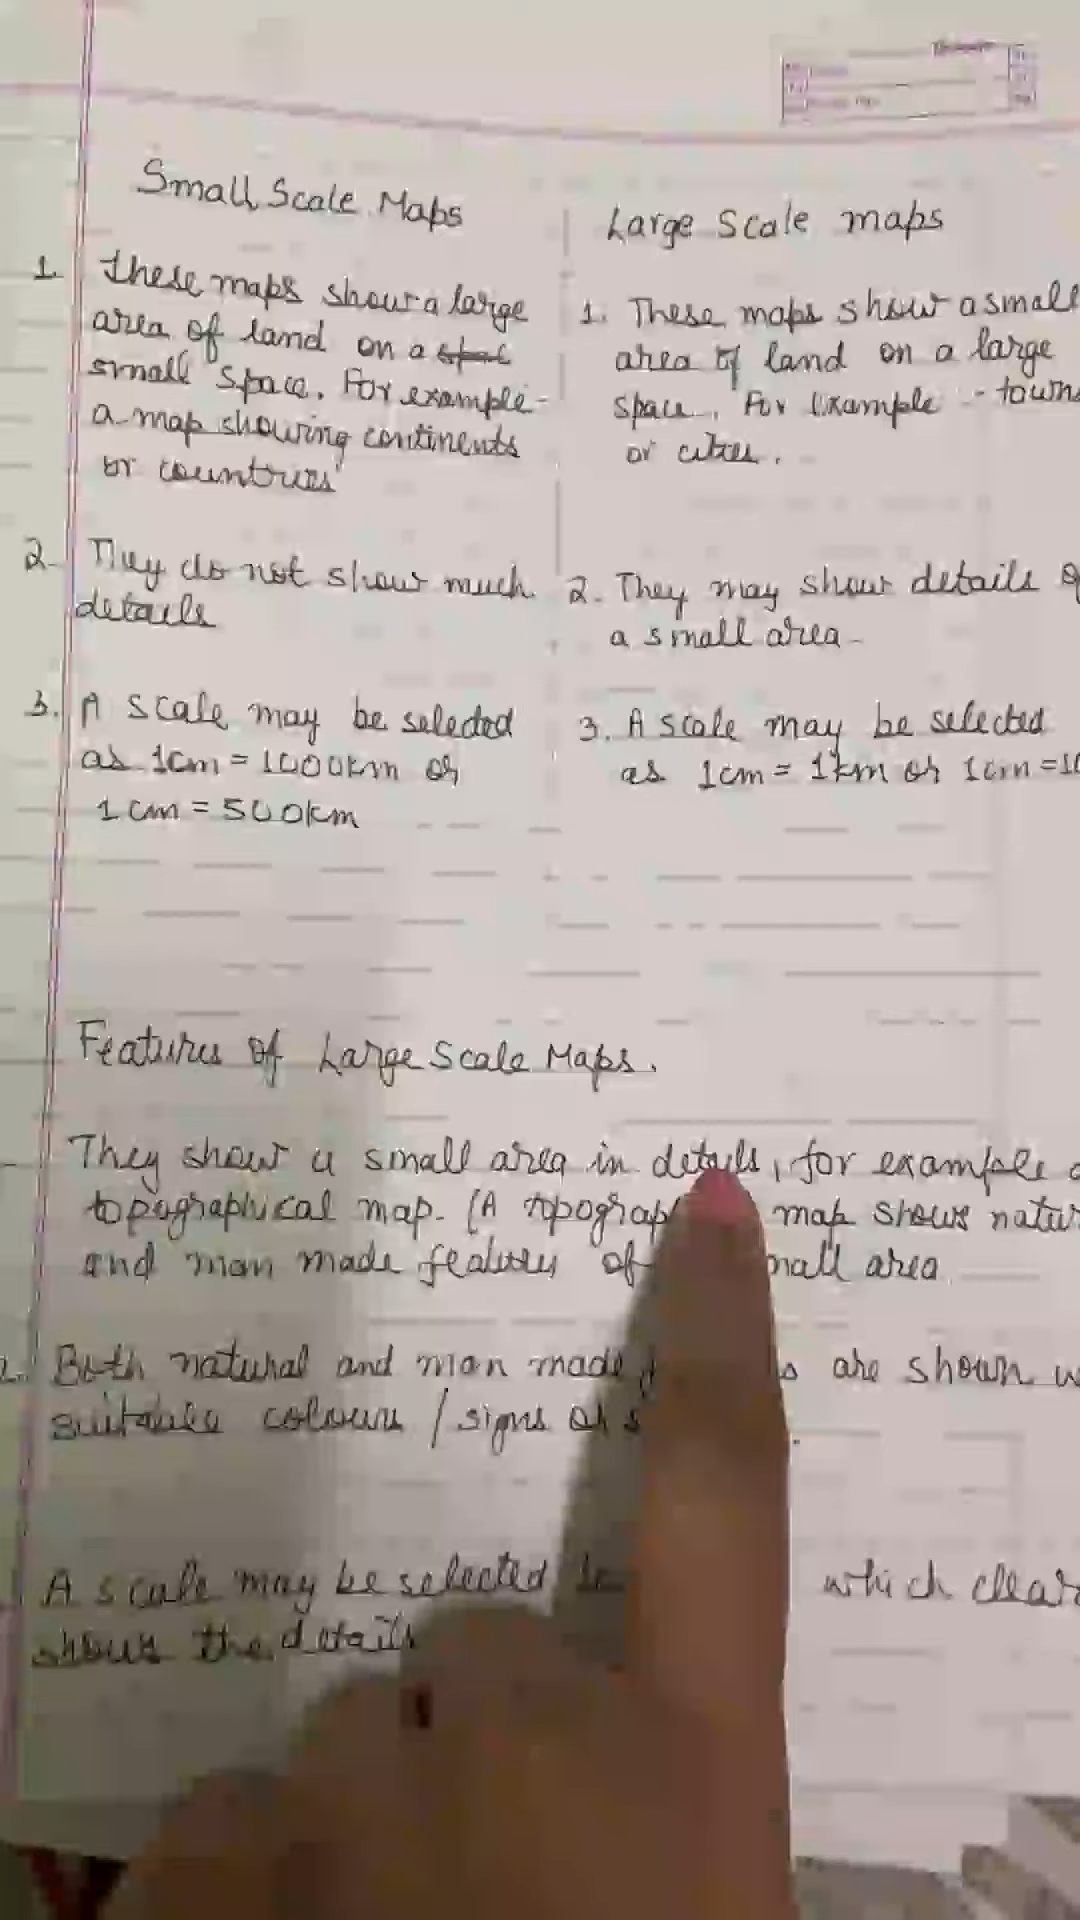 Small Scale Maps
1. These maps show a large
area of land on a
small space. For example -
a map showing continents
or countries
2. They do not show much
details
3. A scale may be selected
as 1cm = 1000km or
1cm = 500km
Large Scale maps
1. These maps show a small
area of land on a large
space. For example - towns
or cities.
2. They may show details
a small area -
3. A scale may be selected
as 1cm = 1km or 1cm =
Features of Large Scale Maps.
They show a small area in details, for example
topographical map. (A map shows
and man made features of area
Both natural and man made are shown
suitable colours / signs or
A scale may be selected which
shows the details